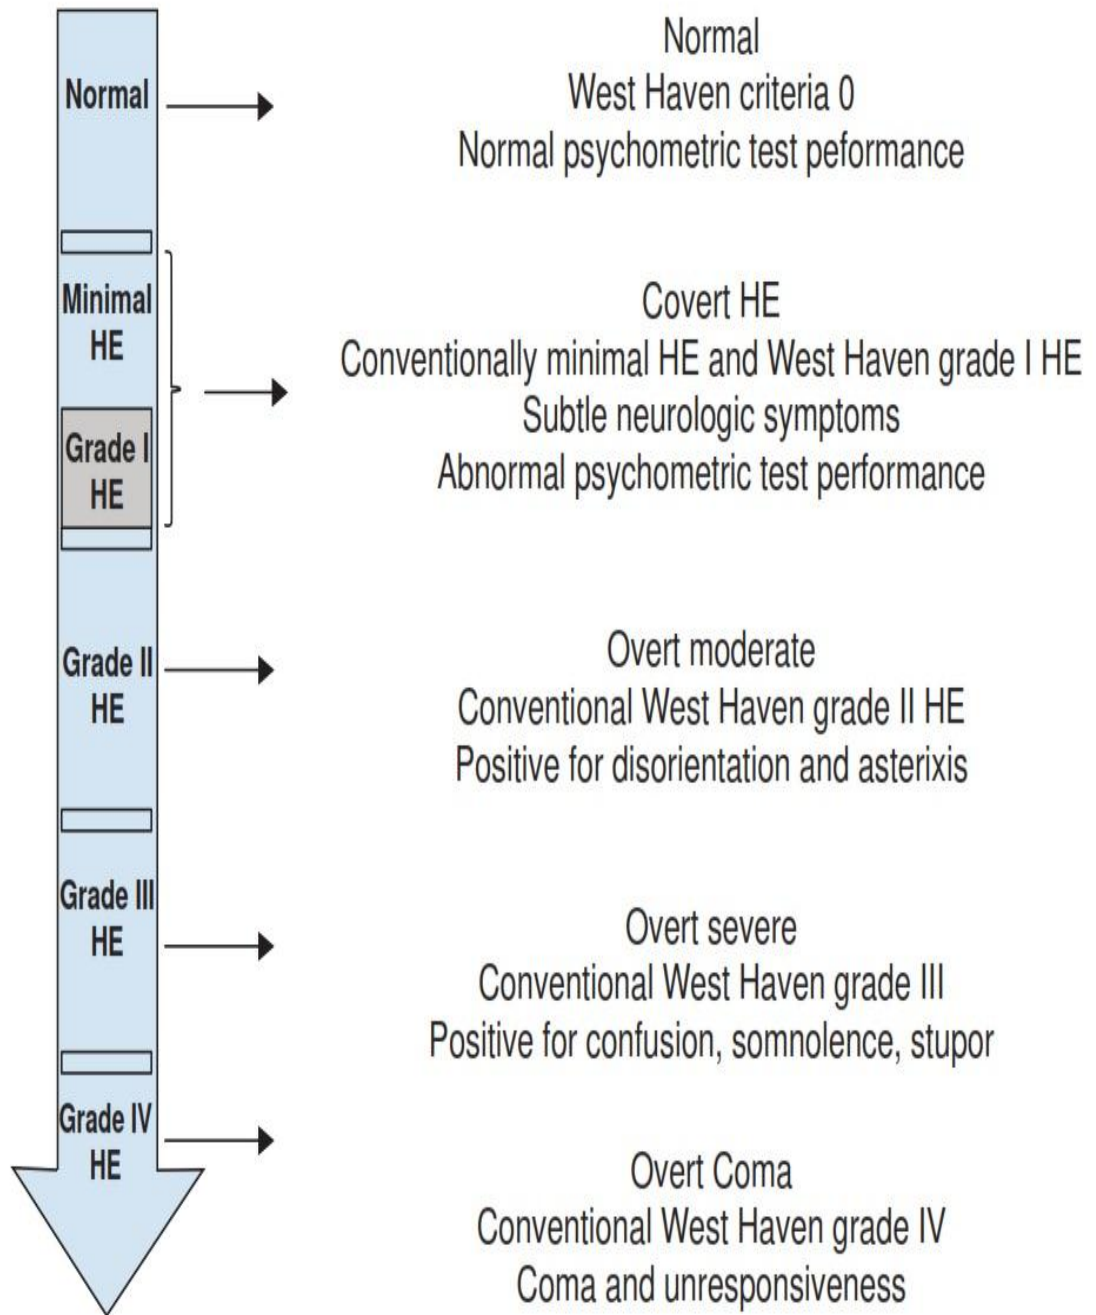 Normal
Normal
West Haven criteria 0
Normal psychometric test peformance
Minimal
HE
Grade I
HE
Covert HE
Conventionally minimal HE and West Haven grade I HE
Subtle neurologic symptoms
Abnormal psychometric test performance
Grade II
HE
Overt moderate
Conventional West Haven grade II HE
Positive for disorientation and asterixis
Grade III
HE
Overt severe
Conventional West Haven grade III
Positive for confusion, somnolence, stupor
Grade IV
HE
Overt Coma
Conventional West Haven grade IV
Coma and unresponsiveness